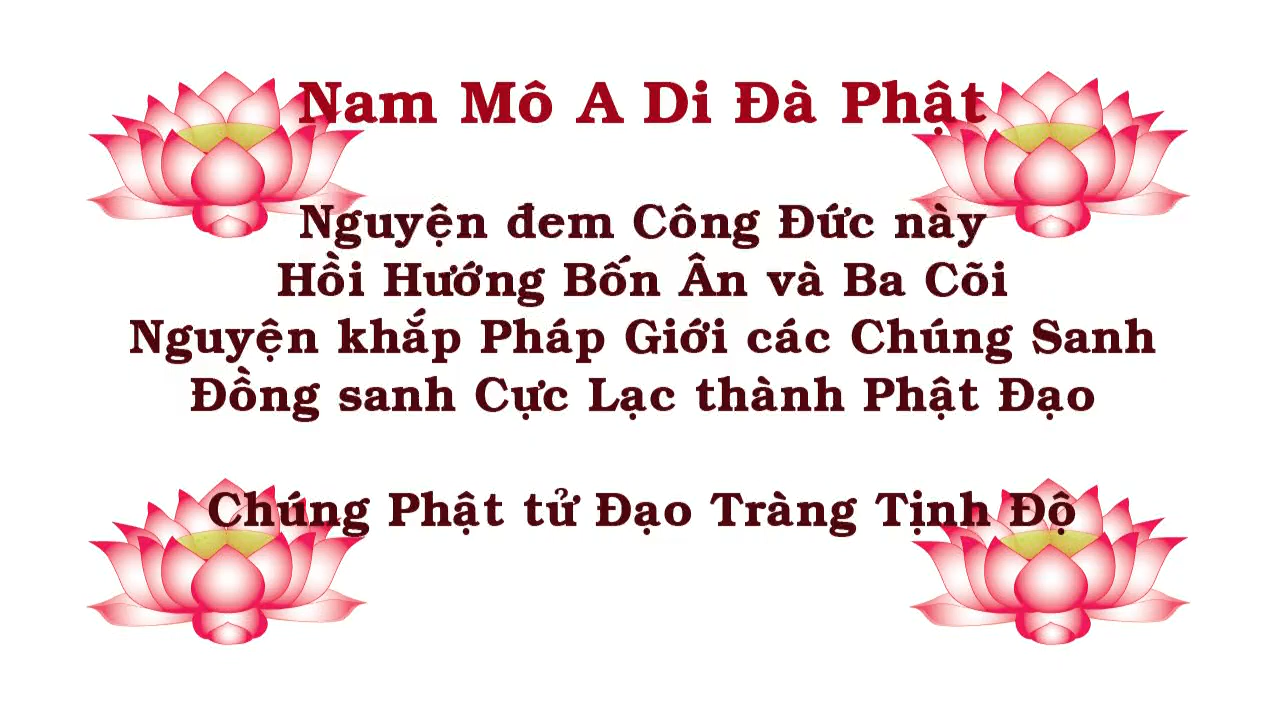 Nam Mô A Di Đà Phật
Nguyện đem Công Đức này
Hồi Hướng Bốn Ân và Ba Cõi
Nguyện khắp Pháp Giới các Chúng Sanh
Đồng sanh Cực Lạc thành Phật Đạo
Chúng Phật tử Đạo Tràng Tịnh Độ